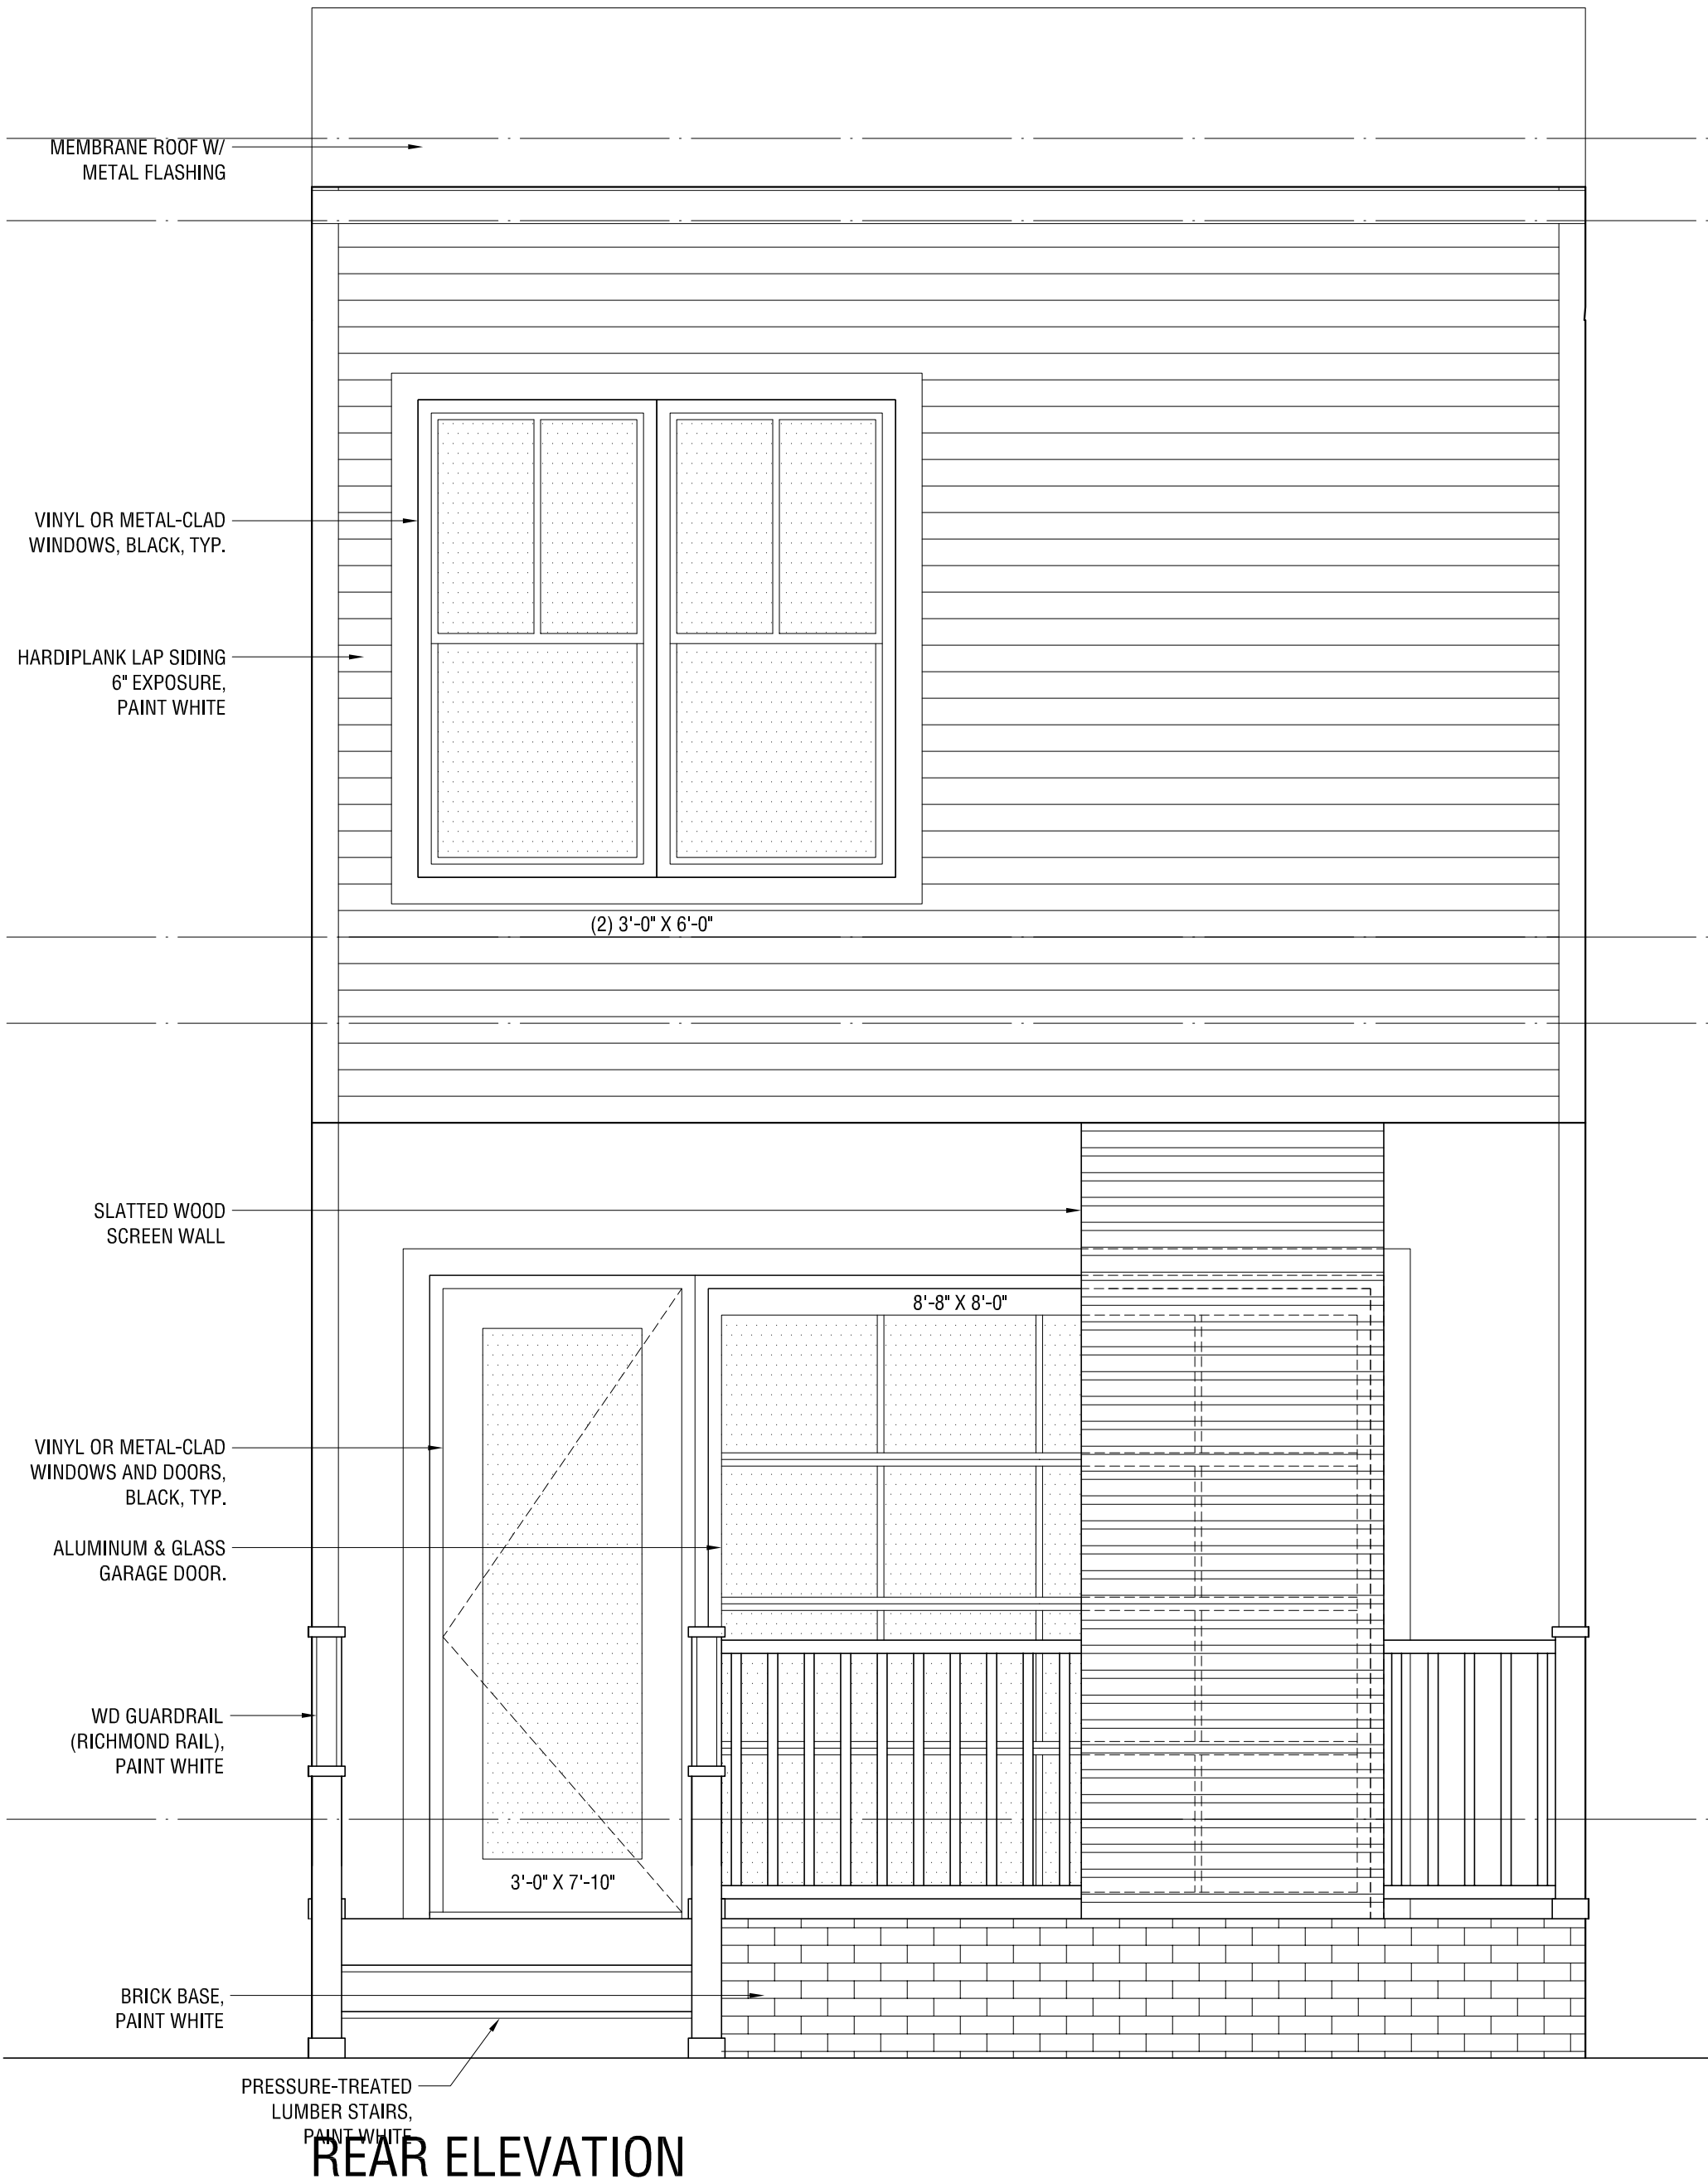 MEMBRANE ROOF W/
METAL FLASHING
VINYL OR METAL-CLAD
WINDOWS, BLACK, TYP.
HARDIPLANK LAP SIDING
6" EXPOSURE,
PAINT WHITE
(2) 3'-0" X 6'-0"
SLATTED WOOD
SCREEN WALL
8'-8" X 8'-0"
VINYL OR METAL-CLAD
WINDOWS AND DOORS,
BLACK, TYP.
ALUMINUM & GLASS
GARAGE DOOR.
WD GUARDRAIL
(RICHMOND RAIL),
PAINT WHITE
3'-0" X 7'-10"
BRICK BASE,
PAINT WHITE
PRESSURE-TREATED
LUMBER STAIRS,
PAINT WHITE
REAR ELEVATION